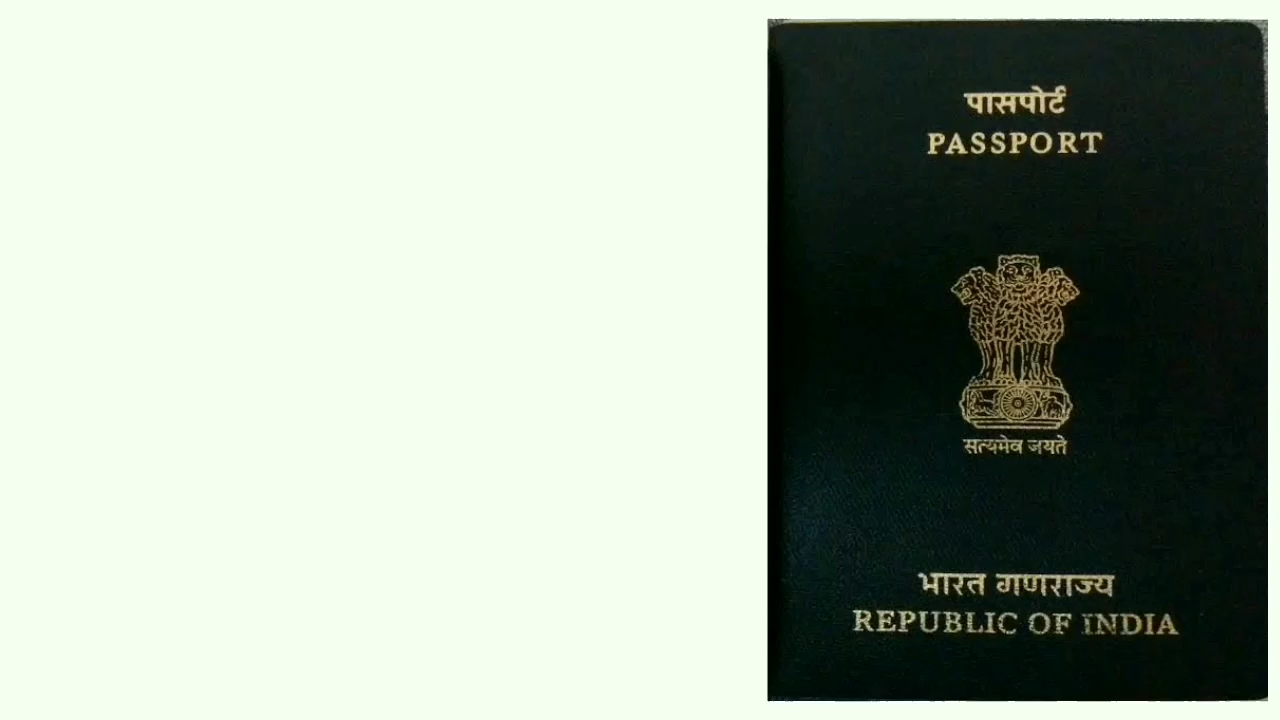 पासपोर्ट
PASSPORT
सत्यमेव जयते
भारत गणराज्य
REPUBLIC OF INDIA